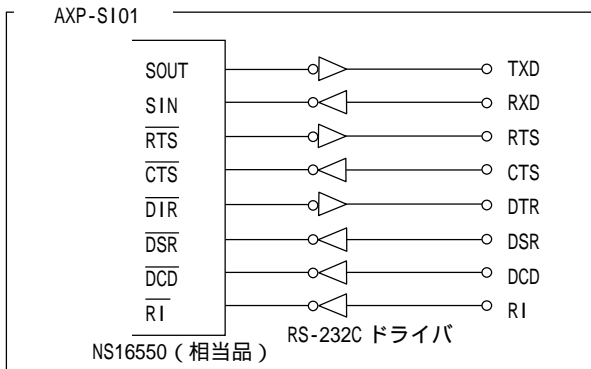 AXP-SI01
SOUT TXD
SIN RXD
RTS RTS
CTS CTS
DIR DTR
DSR DSR
DCD DCD
RI RI
RS-232C ドライバ
NS16550（相当品）